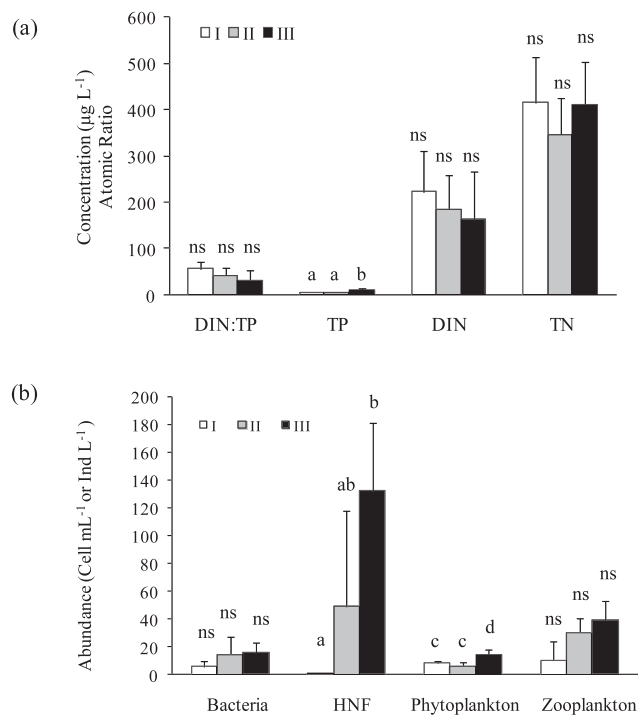 (a)
600
500
400
300
200
100
0
Concentration (µg L⁻¹)
Atomic Ratio
I II III
ns ns ns
a a b
ns ns ns
ns ns ns
DIN:TP TP DIN TN
(b)
200
180
160
140
120
100
80
60
40
20
0
Abundance (Cell mL⁻¹ or Ind L⁻¹)
I II III
ns ns ns
a ab b
c c d
ns ns ns
Bacteria HNF Phytoplankton Zooplankton